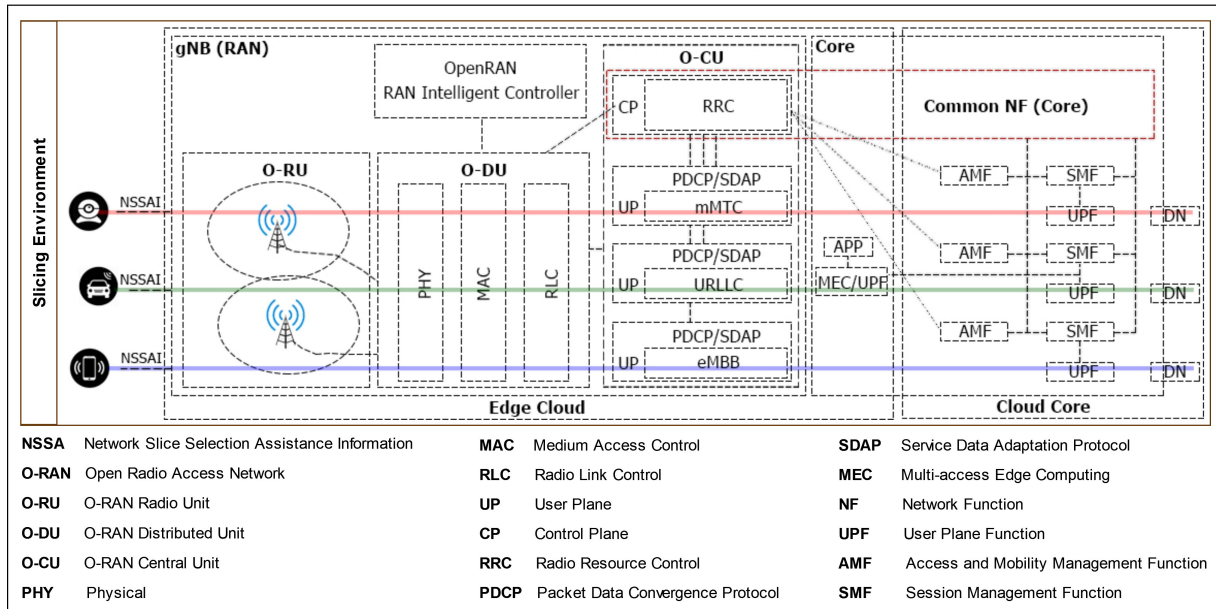 Slicing Environment
gNB (RAN)
OpenRAN
RAN Intelligent Controller
O-CU
CP
RRC
Core
Common NF (Core)
O-RU
O-DU
PHY
MAC
RLC
NSSAI
PDCP/SDAP
UP
mMTC
AMF
SMF
UPF
DN
NSSAI
PDCP/SDAP
UP
URLLC
APP
MEC/UPF
AMF
SMF
UPF
DN
NSSAI
PDCP/SDAP
UP
eMBB
AMF
SMF
UPF
DN
Edge Cloud
Cloud Core
NSSA Network Slice Selection Assistance Information
O-RAN Open Radio Access Network
O-RU O-RAN Radio Unit
O-DU O-RAN Distributed Unit
O-CU O-RAN Central Unit
PHY Physical
MAC Medium Access Control
RLC Radio Link Control
UP User Plane
CP Control Plane
RRC Radio Resource Control
PDCP Packet Data Convergence Protocol
SDAP Service Data Adaptation Protocol
MEC Multi-access Edge Computing
NF Network Function
UPF User Plane Function
AMF Access and Mobility Management Function
SMF Session Management Function